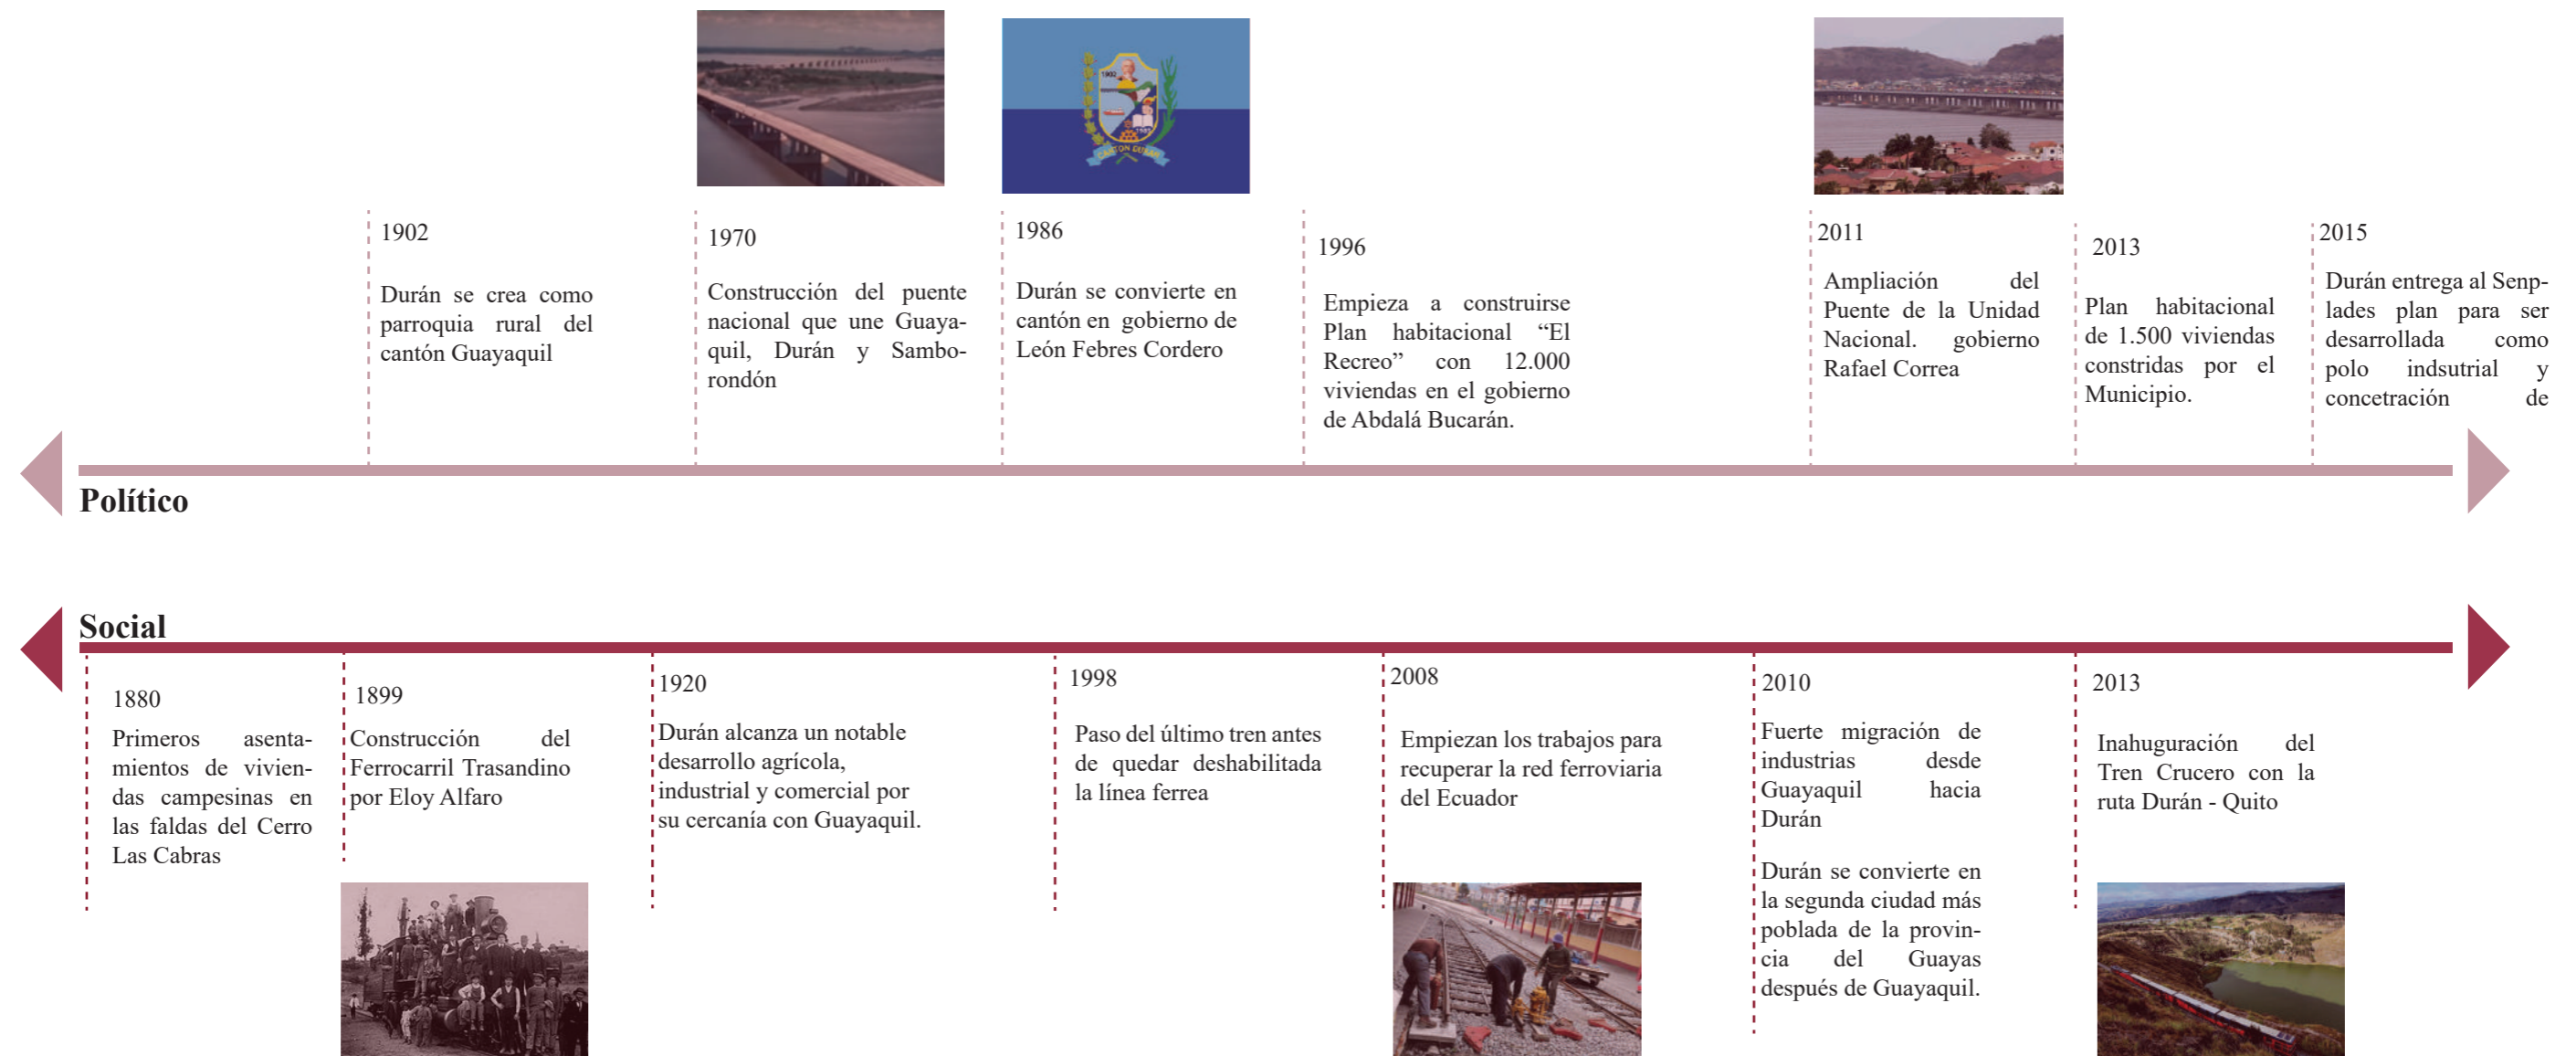 1902
Durán se crea como
parroquia rural del
cantón Guayaquil
1970
Construcción del puente
nacional que une Guaya-
quil, Durán y Sambo-
rondón
1902
CANTON DURAN
1986
Durán se convierte en
cantón en gobierno de
León Febres Cordero
1996
Empieza a construirse
Plan habitacional “El
Recreo” con 12.000
viviendas en el gobierno
de Abdalá Bucarán.
2011
Ampliación del
Puente de la Unidad
Nacional. gobierno
Rafael Correa
2013
Plan habitacional
de 1.500 viviendas
constridas por el
Municipio.
2015
Durán entrega al Senp-
lades plan para ser
desarrollada como
polo indsutrial y
concetración de
Político
Social
1880
Primeros asenta-
mientos de vivien-
das campesinas en
las faldas del Cerro
Las Cabras
1899
Construcción del
Ferrocarril Trasandino
por Eloy Alfaro
1920
Durán alcanza un notable
desarrollo agrícola,
industrial y comercial por
su cercanía con Guayaquil.
1998
Paso del último tren antes
de quedar deshabilitada
la línea ferrea
2008
Empiezan los trabajos para
recuperar la red ferroviaria
del Ecuador
2010
Fuerte migración de
industrias desde
Guayaquil hacia
Durán
Durán se convierte en
la segunda ciudad más
poblada de la provin-
cia del Guayas
después de Guayaquil.
2013
Inahuguración del
Tren Crucero con la
ruta Durán - Quito